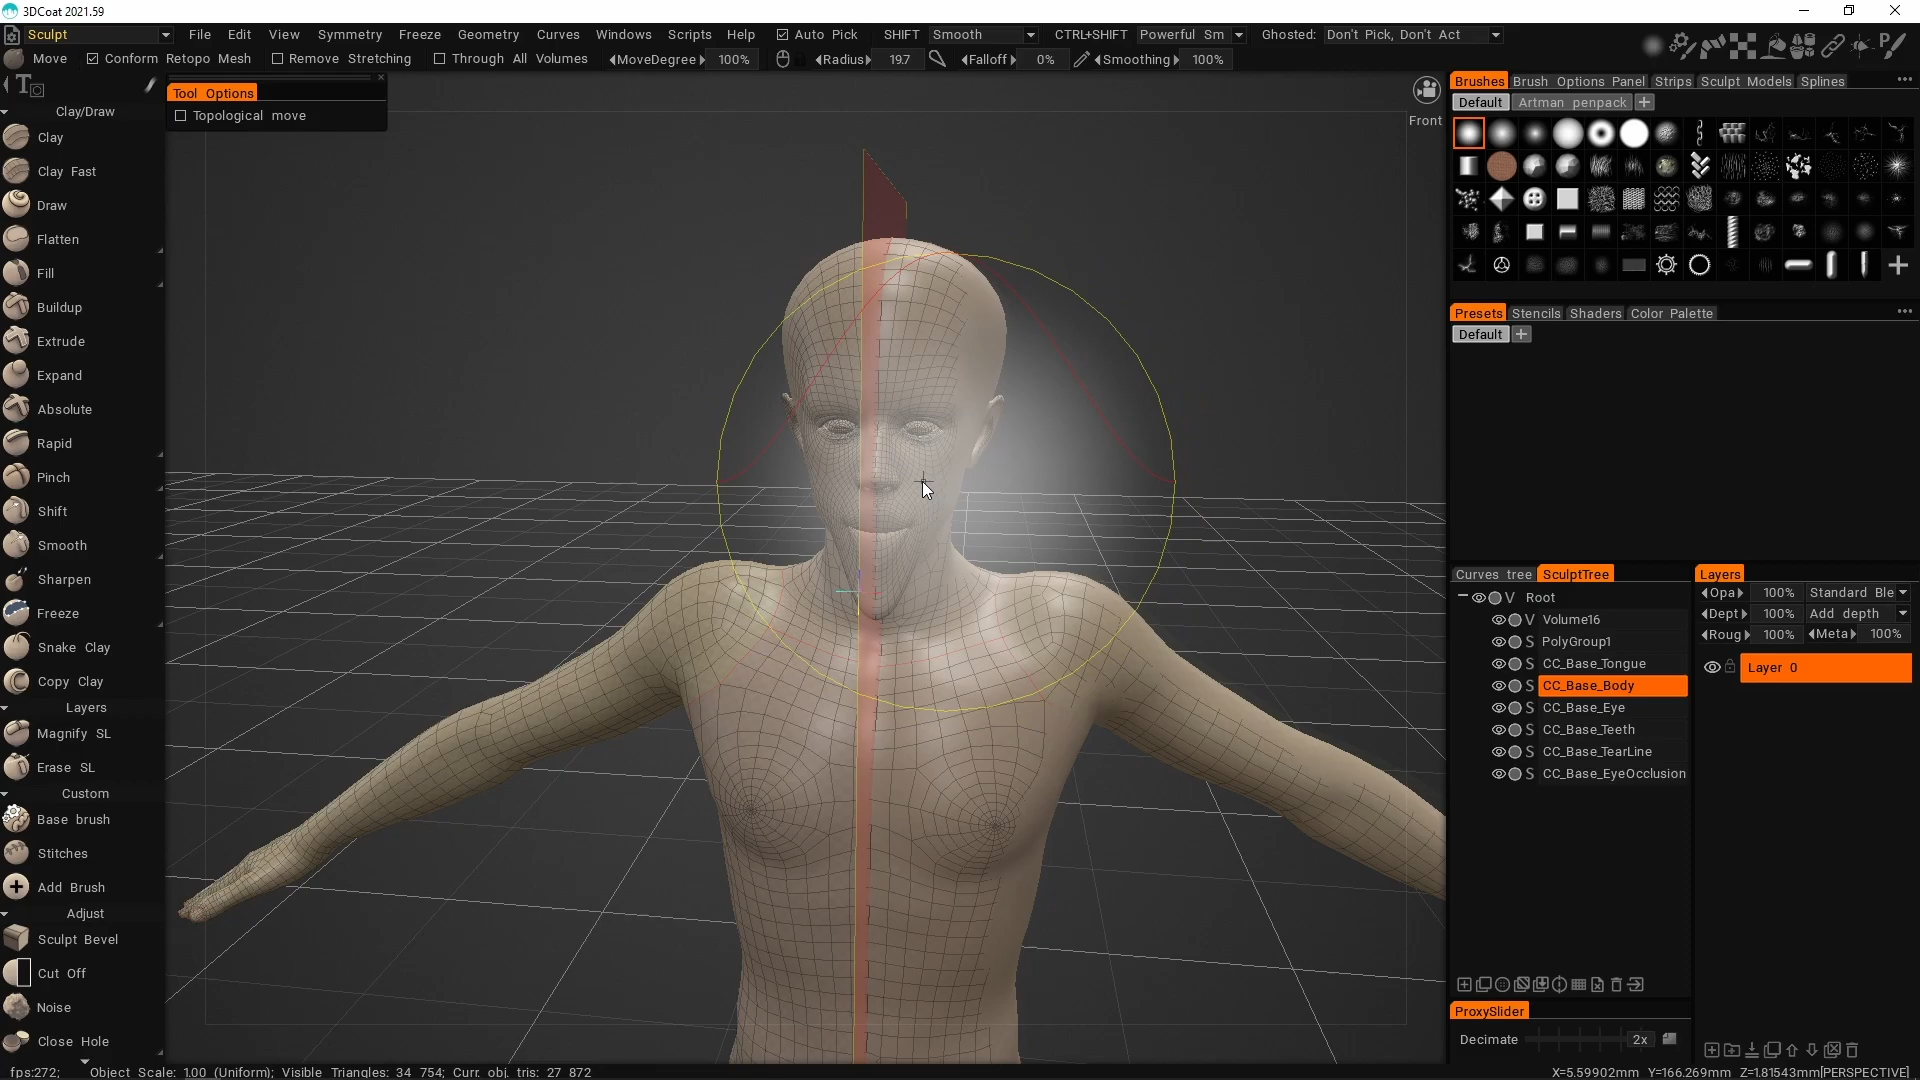 3DCoat 2021.59
Sculpt File Edit View Symmetry Freeze Geometry Curves Windows Scripts Help Auto Pick SHIFT Smooth CTRL+SHIFT Powerful Sm Ghosted: Don't Pick, Don't Act
Move Conform Retopo Mesh Remove Stretching Through All Volumes MoveDegree 100% Radius 19.7 Falloff 0% Smoothing 100%
Tool Options
Topological move
Clay/Draw
Clay
Clay Fast
Draw
Flatten
Fill
Buildup
Extrude
Expand
Absolute
Rapid
Pinch
Shift
Smooth
Sharpen
Freeze
Snake Clay
Copy Clay
Layers
Magnify SL
Erase SL
Custom
Base brush
Stitches
Add Brush
Adjust
Sculpt Bevel
Cut Off
Noise
Close Hole
Front
Brushes Brush Options Panel Strips Sculpt Models Splines
Default Artman penpack
Presets Stencils Shaders Color Palette
Default
Curves tree SculptTree
V Root
V Volume16
S PolyGroup1
S CC_Base_Tongue
S CC_Base_Body
S CC_Base_Eye
S CC_Base_Teeth
S CC_Base_TearLine
S CC_Base_EyeOcclusion
Layers
Opa 100% Standard Ble
Dept 100% Add depth
Roug 100% Meta 100%
Layer 0
ProxySlider
Decimate 2x
fps:272; Object Scale: 1.00 (Uniform); Visible Triangles: 34 754; Curr. obj. tris: 27 872
X=5.59902mm Y=166.269mm Z=1.81543mm[PERSPECTIVE]